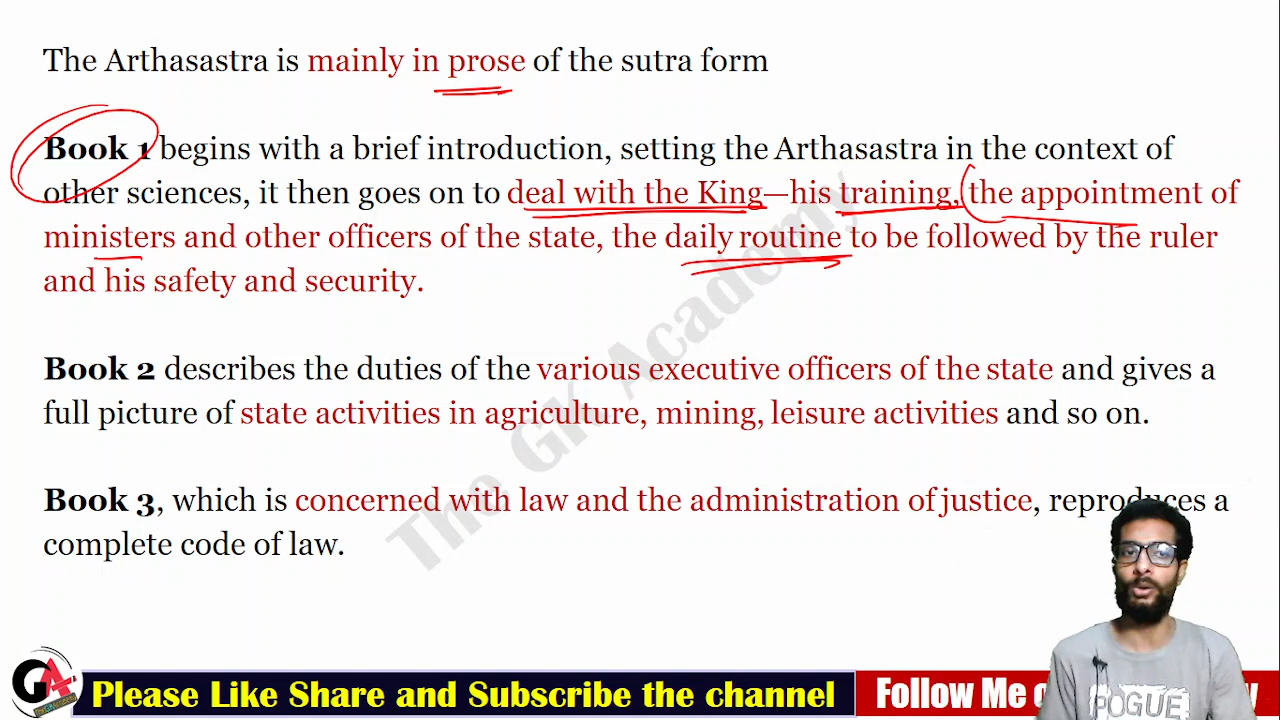 The Arthasastra is mainly in prose of the sutra form
Book 1 begins with a brief introduction, setting the Arthasastra in the context of
other sciences, it then goes on to deal with the King—his training, the appointment of
ministers and other officers of the state, the daily routine to be followed by the ruler
and his safety and security.
Book 2 describes the duties of the various executive officers of the state and gives a
full picture of state activities in agriculture, mining, leisure activities and so on.
Book 3, which is concerned with law and the administration of justice, reproduces a
complete code of law.
The GK Academy
GA
Please Like Share and Subscribe the channel
Follow Me
POGUE